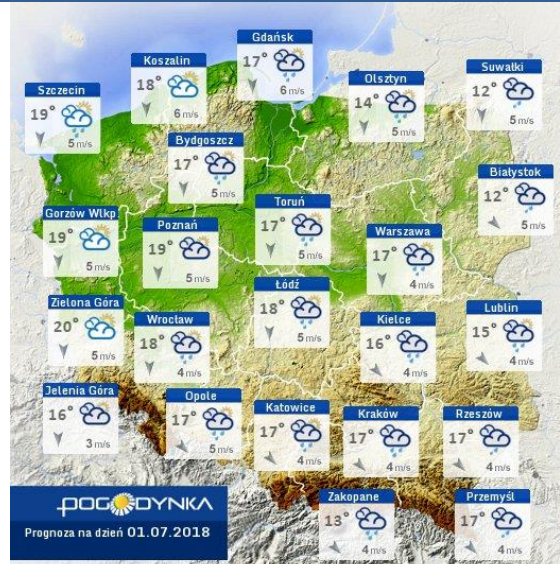 Gdańsk
17°
6 m/s
Koszalin
18°
6 m/s
Suwałki
12°
5 m/s
Olsztyn
14°
5 m/s
Szczecin
19°
5 m/s
Bydgoszcz
17°
5 m/s
Białystok
12°
5 m/s
Toruń
17°
5 m/s
Gorzów Wlkp
19°
5 m/s
Poznań
19°
5 m/s
Warszawa
17°
4 m/s
Łódź
18°
5 m/s
Zielona Góra
20°
5 m/s
Wrocław
18°
4 m/s
Kielce
16°
4 m/s
Lublin
15°
4 m/s
Jelenia Góra
16°
3 m/s
Opole
17°
5 m/s
Katowice
17°
4 m/s
Kraków
17°
4 m/s
Rzeszów
17°
4 m/s
Zakopane
13°
4 m/s
Przemyśl
17°
4 m/s
POGODYNKA
Prognoza na dzień 01.07.2018